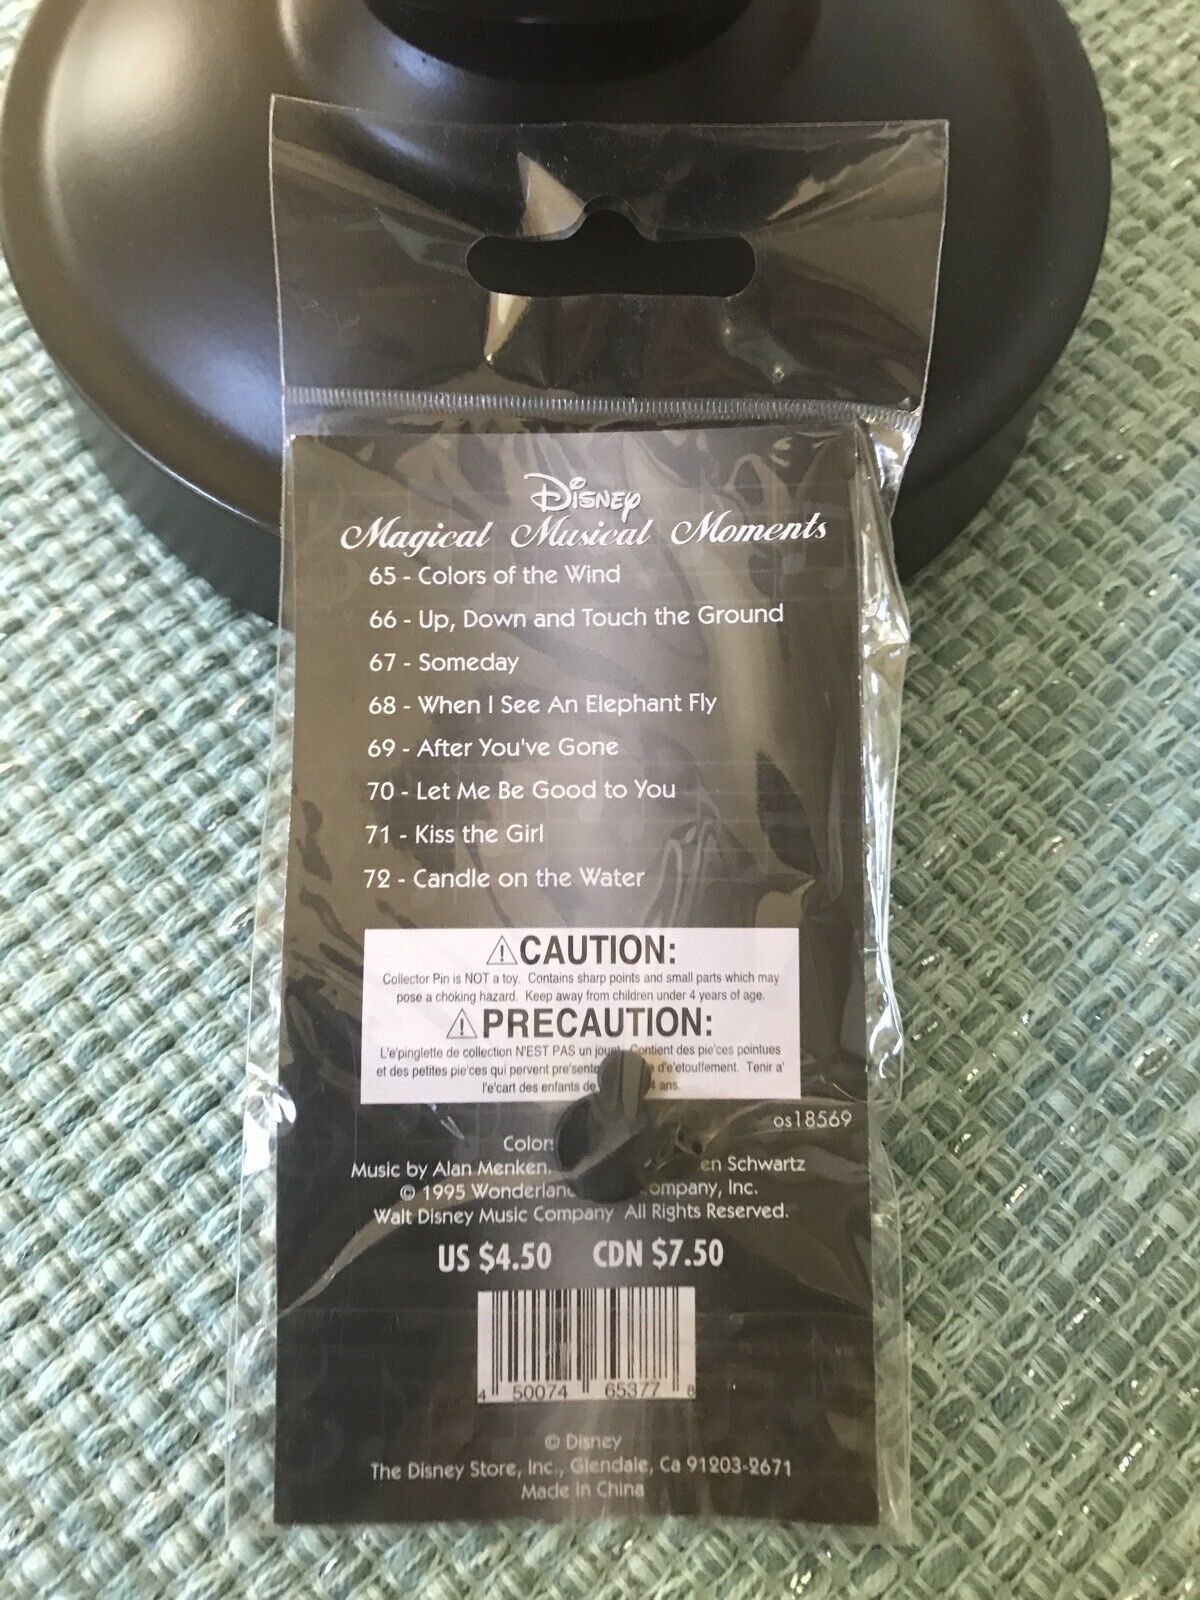 Disney
Magical Musical Moments
65 - Colors of the Wind
66 - Up, Down and Touch the Ground
67 - Someday
68 - When I See An Elephant Fly
69 - After You've Gone
70 - Let Me Be Good to You
71 - Kiss the Girl
72 - Candle on the Water
⚠CAUTION:
Collector Pin is NOT a toy. Contains sharp points and small parts which may
pose a choking hazard. Keep away from children under 4 years of age.
⚠PRECAUTION:
L'e'pinglette de collection N'EST PAS un jouet. Contient des pie'ces pointues
et des petites pie'ces qui pervent pre'sente d'e'touffement. Tenir a'
l'e'cart des enfants de 4 ans.
os18569
Music by Alan Menken. Schwartz
© 1995 Wonderland Company, Inc.
Walt Disney Music Company All Rights Reserved.
US $4.50 CDN $7.50
4 50074 65377 8
© Disney
The Disney Store, Inc., Glendale, Ca 91203-2671
Made in China